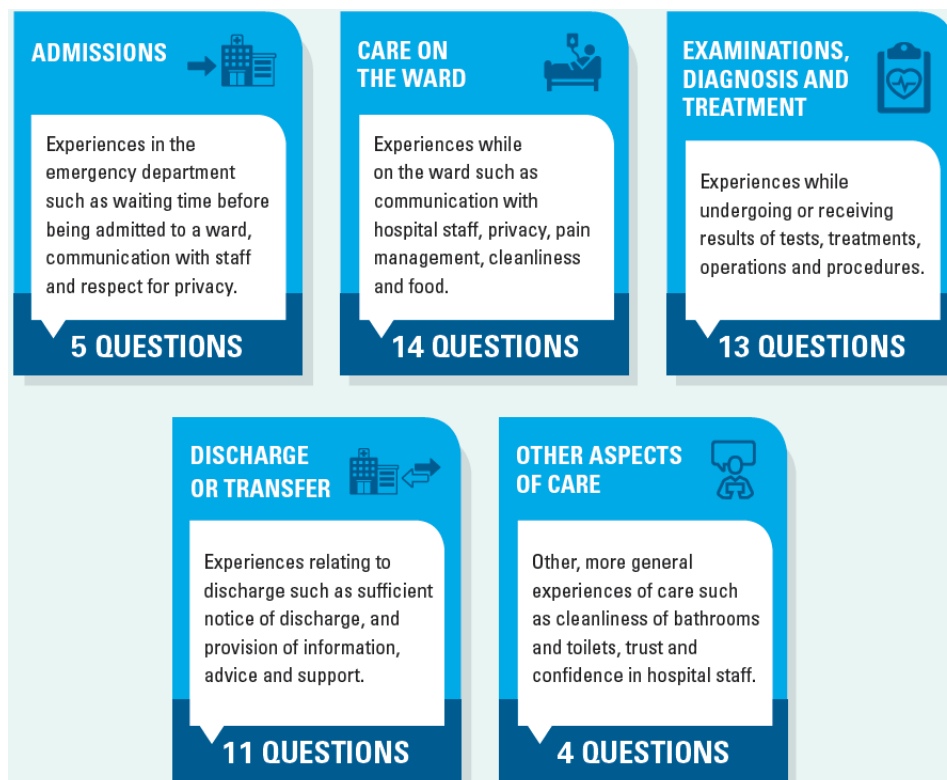 ADMISSIONS
Experiences in the
emergency department
such as waiting time before
being admitted to a ward,
communication with staff
and respect for privacy.
5 QUESTIONS
CARE ON
THE WARD
Experiences while
on the ward such as
communication with
hospital staff, privacy, pain
management, cleanliness
and food.
14 QUESTIONS
EXAMINATIONS,
DIAGNOSIS AND
TREATMENT
Experiences while
undergoing or receiving
results of tests, treatments,
operations and procedures.
13 QUESTIONS
DISCHARGE
OR TRANSFER
Experiences relating to
discharge such as sufficient
notice of discharge, and
provision of information,
advice and support.
11 QUESTIONS
OTHER ASPECTS
OF CARE
Other, more general
experiences of care such
as cleanliness of bathrooms
and toilets, trust and
confidence in hospital staff.
4 QUESTIONS